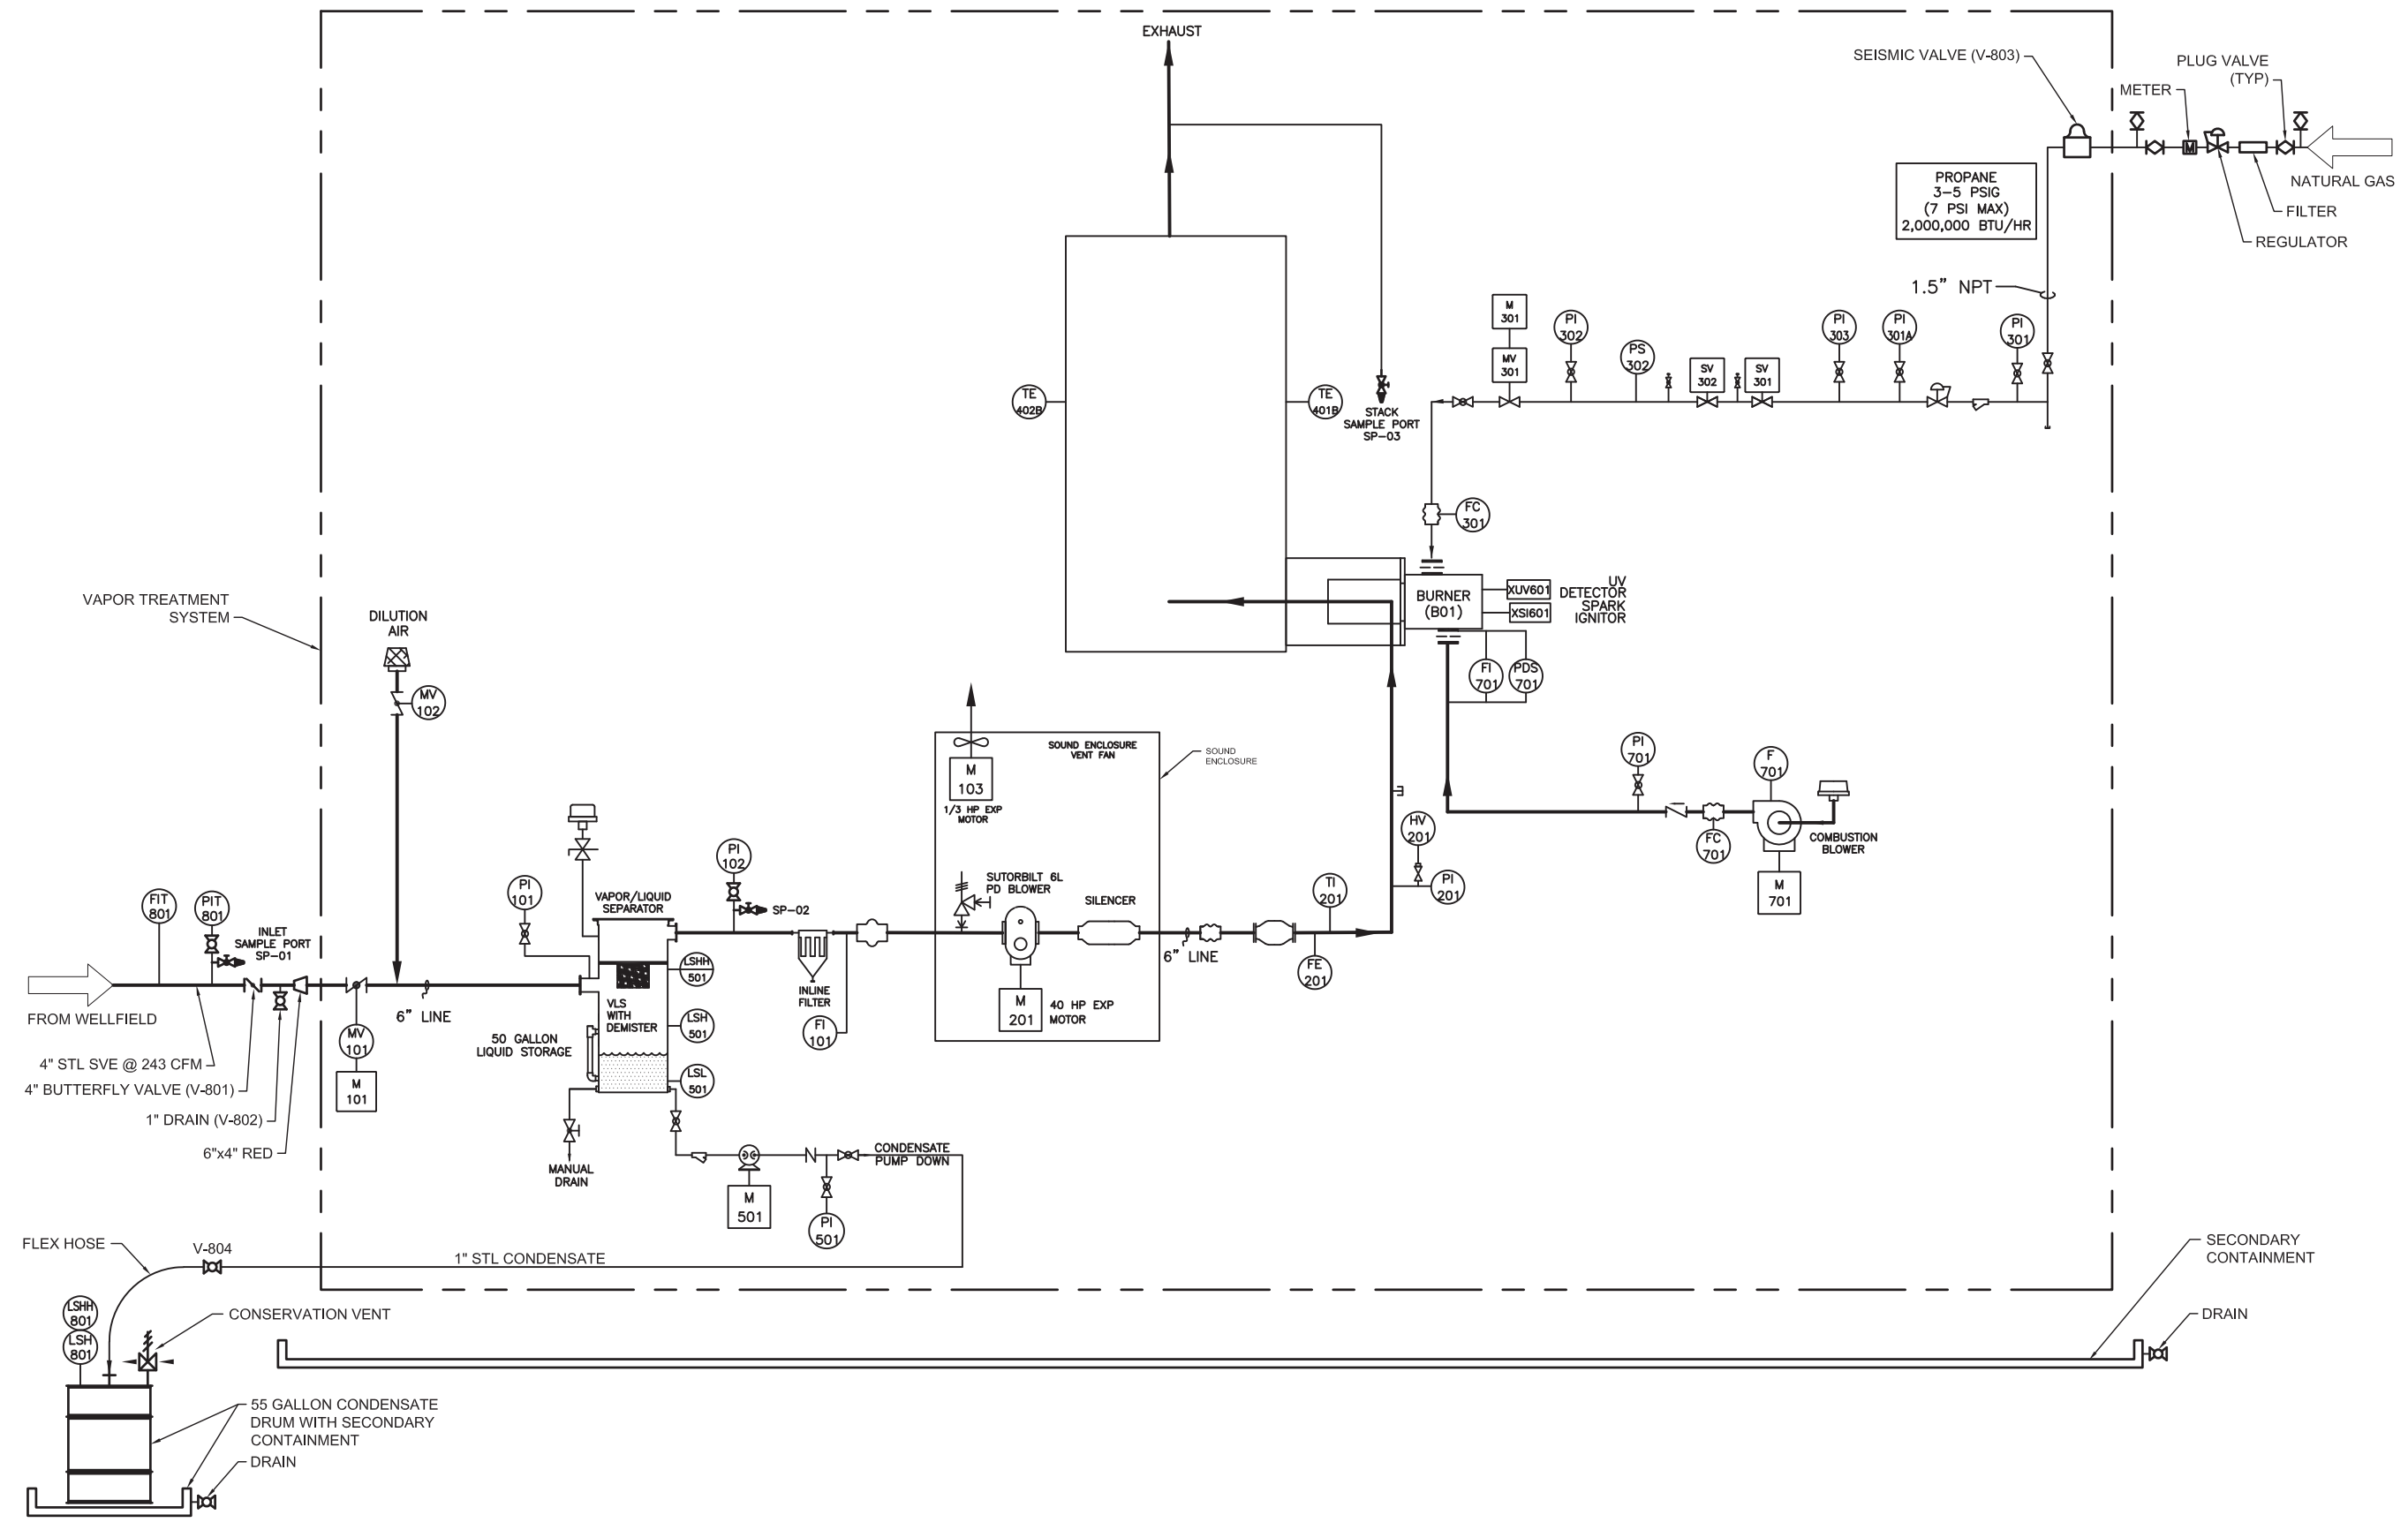 EXHAUST
SEISMIC VALVE (V-803)
PLUG VALVE
(TYP)
METER
M
NATURAL GAS
FILTER
REGULATOR
PROPANE
3-5 PSIG
(7 PSI MAX)
2,000,000 BTU/HR
1.5" NPT
M
301
MV
301
PI
302
PS
302
SV
302
SV
301
PI
303
PI
301A
PI
301
TE
402B
TE
401B
STACK
SAMPLE PORT
SP-03
FC
301
BURNER
(B01)
XUV601
XSI601
UV
DETECTOR
SPARK
IGNITOR
FI
701
PDS
701
VAPOR TREATMENT
SYSTEM
DILUTION
AIR
MV
102
SOUND ENCLOSURE
VENT FAN
SOUND
ENCLOSURE
M
103
1/3 HP EXP
MOTOR
PI
701
F
701
FC
701
COMBUSTION
BLOWER
M
701
HV
201
PI
201
TI
201
FE
201
FIT
801
PIT
801
INLET
SAMPLE PORT
SP-01
PI
101
VAPOR/LIQUID
SEPARATOR
PI
102
SP-02
SUTORBILT 6L
PD BLOWER
SILENCER
6" LINE
FROM WELLFIELD
6" LINE
VLS
WITH
DEMISTER
LSHH
501
LSH
501
LSL
501
INLINE
FILTER
FI
101
M
201
40 HP EXP
MOTOR
MV
101
M
101
50 GALLON
LIQUID STORAGE
4" STL SVE @ 243 CFM
4" BUTTERFLY VALVE (V-801)
1" DRAIN (V-802)
6"x4" RED
MANUAL
DRAIN
M
501
PI
501
CONDENSATE
PUMP DOWN
FLEX HOSE
V-804
1" STL CONDENSATE
SECONDARY
CONTAINMENT
DRAIN
LSHH
801
LSH
801
CONSERVATION VENT
55 GALLON CONDENSATE
DRUM WITH SECONDARY
CONTAINMENT
DRAIN